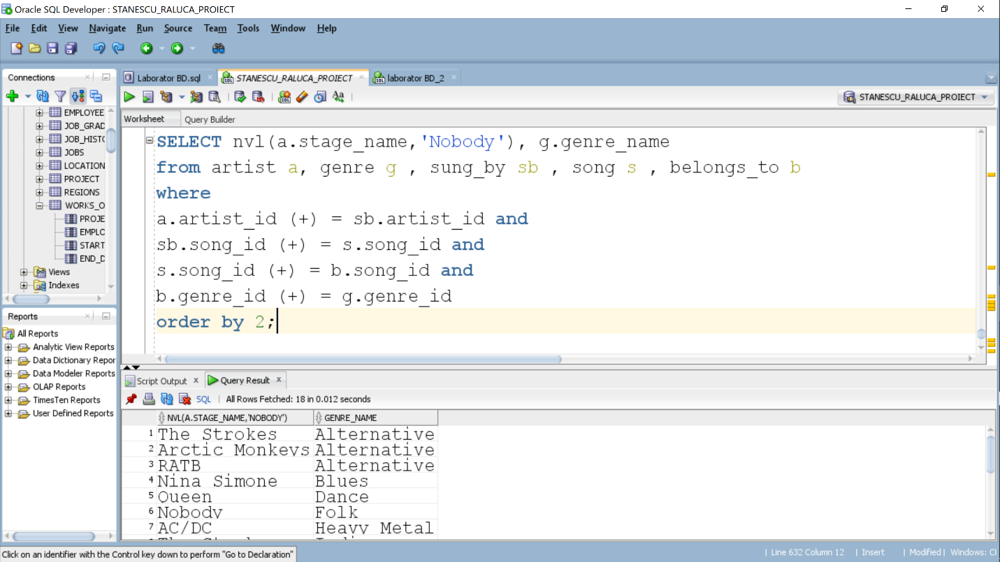 Oracle SQL Developer : STANESCU_RALUCA_PROIECT
File Edit View Navigate Run Source Team Tools Window Help
Connections
EMPLOYEE
JOB_GRAD
JOB_HIST
JOBS
LOCATION
PROJECT
REGIONS
WORKS_O
PROJE
EMPLO
START
END_D
Views
Indexes
Reports
All Reports
Analytic View Reports
Data Dictionary Repor
Data Modeler Reports
OLAP Reports
TimesTen Reports
User Defined Reports
Laborator BD.sql STANESCU_RALUCA_PROIECT laborator BD_2
STANESCU_RALUCA_PROIECT
Worksheet Query Builder
SELECT nvl(a.stage_name,'Nobody'), g.genre_name
from artist a, genre g , sung_by sb , song s , belongs_to b
where
a.artist_id (+) = sb.artist_id and
sb.song_id (+) = s.song_id and
s.song_id (+) = b.song_id and
b.genre_id (+) = g.genre_id
order by 2;
Script Output x Query Result x
SQL | All Rows Fetched: 18 in 0.012 seconds
NVL(A.STAGE_NAME,'NOBODY') GENRE_NAME
1 The Strokes Alternative
2 Arctic Monkeys Alternative
3 RATB Alternative
4 Nina Simone Blues
5 Queen Dance
6 Nobody Folk
7 AC/DC Heavy Metal
Click on an identifier with the Control key down to perform "Go to Declaration"
| Line 632 Column 12 | Insert | Modified | Windows: Cl